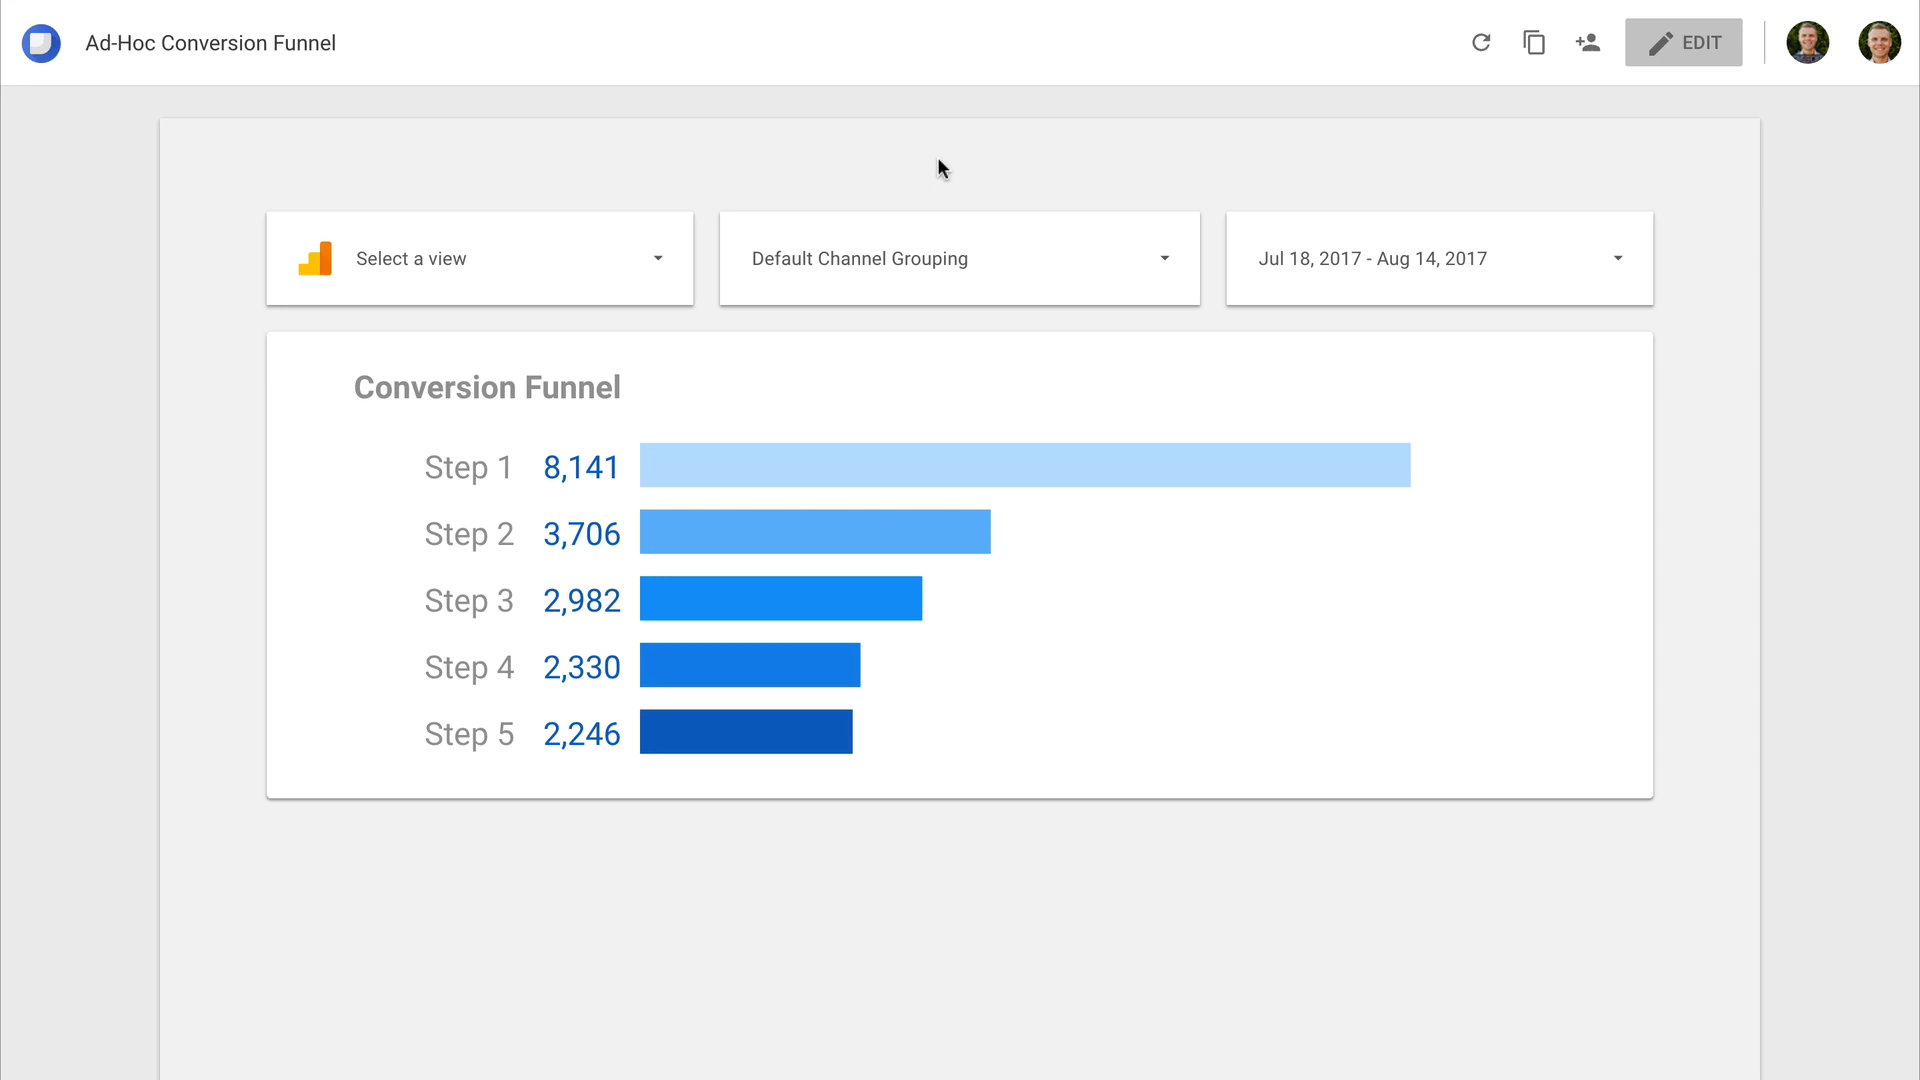 Ad-Hoc Conversion Funnel
EDIT
Select a view
Default Channel Grouping
Jul 18, 2017 - Aug 14, 2017
Conversion Funnel
Step 1 8,141
Step 2 3,706
Step 3 2,982
Step 4 2,330
Step 5 2,246